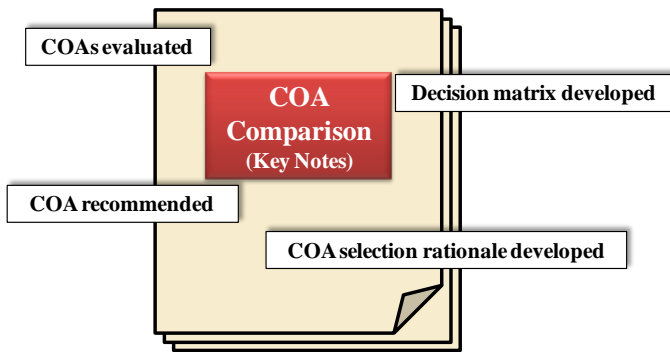 COAs evaluated
COA
Comparison
(Key Notes)
Decision matrix developed
COA recommended
COA selection rationale developed